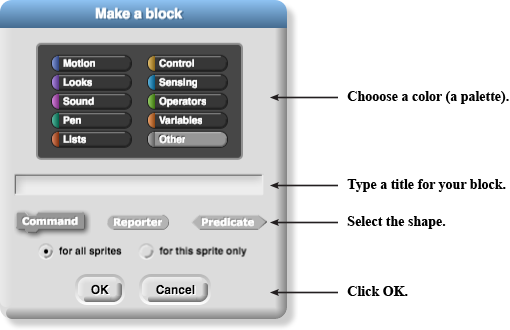 Make a block
Motion Control
Looks Sensing
Chooose a color (a palette).
Sound Operators
Pen Variables
Lists Other
Type a title for your block.
Command Reporter Predicate
Select the shape.
for all sprites for this sprite only
OK Cancel
Click OK.